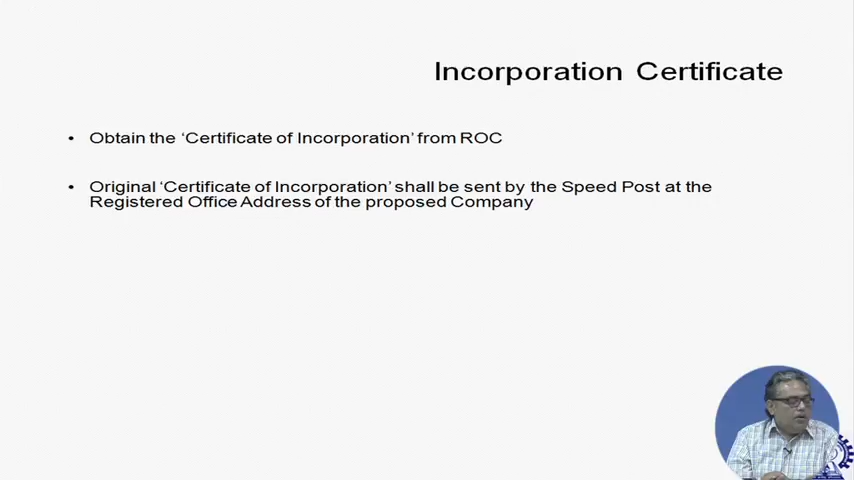 Incorporation Certificate
• Obtain the ‘Certificate of Incorporation’ from ROC
• Original ‘Certificate of Incorporation’ shall be sent by the Speed Post at the
Registered Office Address of the proposed Company